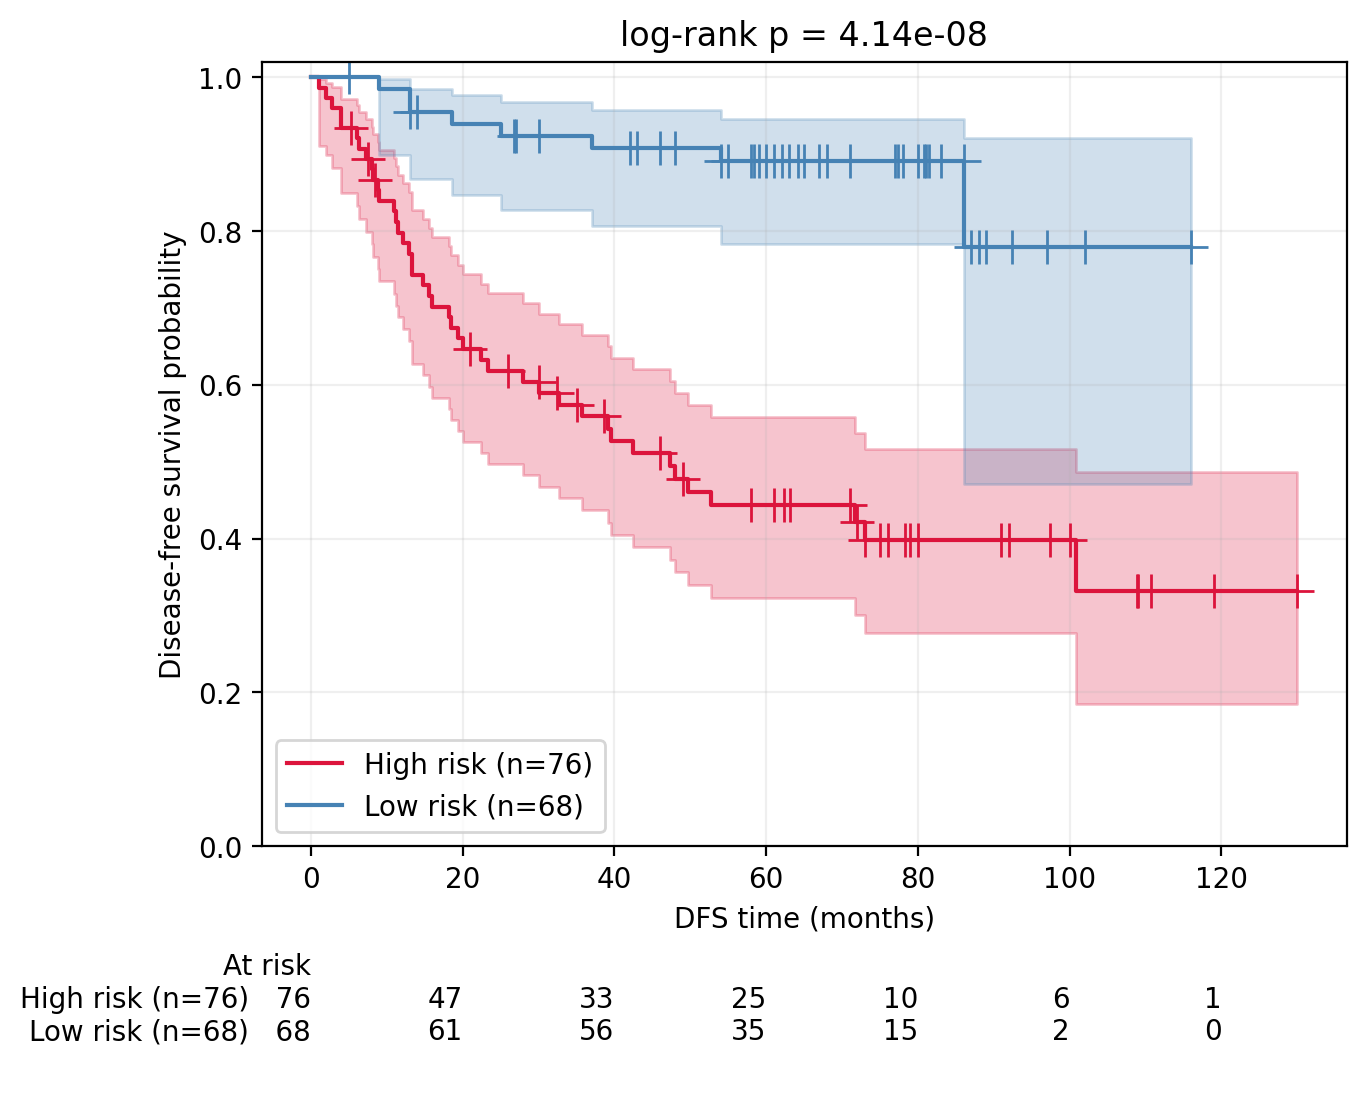 log-rank p = 4.14e-08
Disease-free survival probability
1.0
0.8
0.6
0.4
0.2
0.0
High risk (n=76)
Low risk (n=68)
0 20 40 60 80 100 120
DFS time (months)
At risk
High risk (n=76) 76 47 33 25 10 6 1
Low risk (n=68) 68 61 56 35 15 2 0